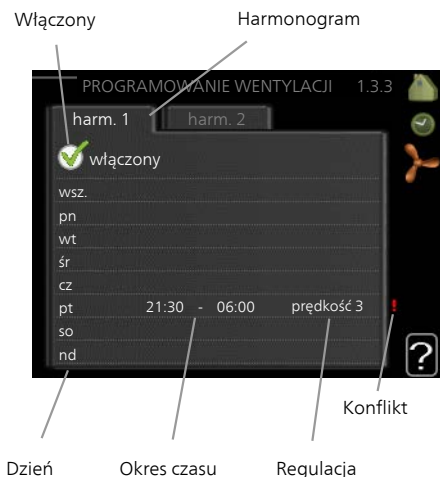 Włączony Harmonogram
PROGRAMOWANIE WENTYLACJI 1.3.3
harm. 1 harm. 2
włączony
wsz.
pn
wt
śr
cz
pt 21:30 - 06:00 prędkość 3 !
so
nd
?
Konflikt
Dzień Okres czasu Regulacja